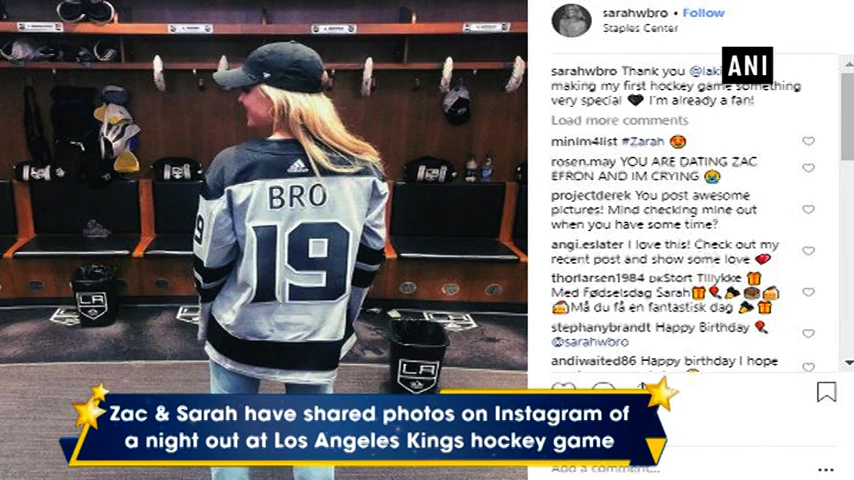 sarahwbro • Follow
Staples Center
ANI
sarahwbro Thank you
making my first hockey game something
very special 🖤 I'm already a fan!
Load more comments
minim4list #Zarah 😍
rosen.may YOU ARE DATING ZAC
EFRON AND IM CRYING 😭
projectderek You post awesome
pictures! Mind checking mine out
when you have some time?
angi.eslater I love this! Check out my
recent post and show some love 💕
thorlarsen1984 DKStort Tillykke 🎁
Med Fødselsdag Sarah
Må du få en fantastisk dag
stephanybrandt Happy Birthday 🎈
@sarahwbro
andiwaited86 Happy birthday I hope
Add a comment...
BRO
19
19
adidas
LA
LA
Zac & Sarah have shared photos on Instagram of
a night out at Los Angeles Kings hockey game